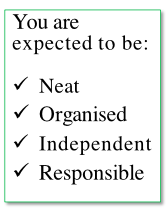 You are
expected to be:
✓ Neat
✓ Organised
✓ Independent
✓ Responsible